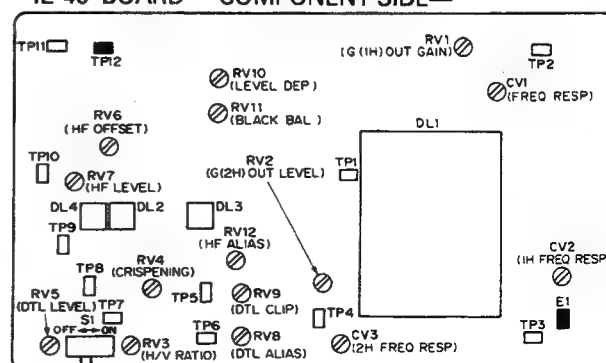 BOARD —COMPONENT SIDE—
TP11
TP12
RV1
(G(1H)OUT GAIN)
TP2
RV10
(LEVEL DEP)
CV1
(FREQ RESP)
RV11
(BLACK BAL)
RV6
(HF OFFSET)
DL1
TP10
RV7
(HF LEVEL)
RV2
(G(2H)OUT LEVEL)
TP1
DL4
DL2
DL3
TP9
RV12
(HF ALIAS)
CV2
(1H FREQ RESP)
TP8
RV4
(CRISPENING)
RV5
(DTL LEVEL)
TP7
TP5
RV9
(DTL CLIP)
TP4
E1
S1
OFF↔ON
RV3
(H/V RATIO)
TP6
RV8
(DTL ALIAS)
CV3
(2H FREQ RESP)
TP3